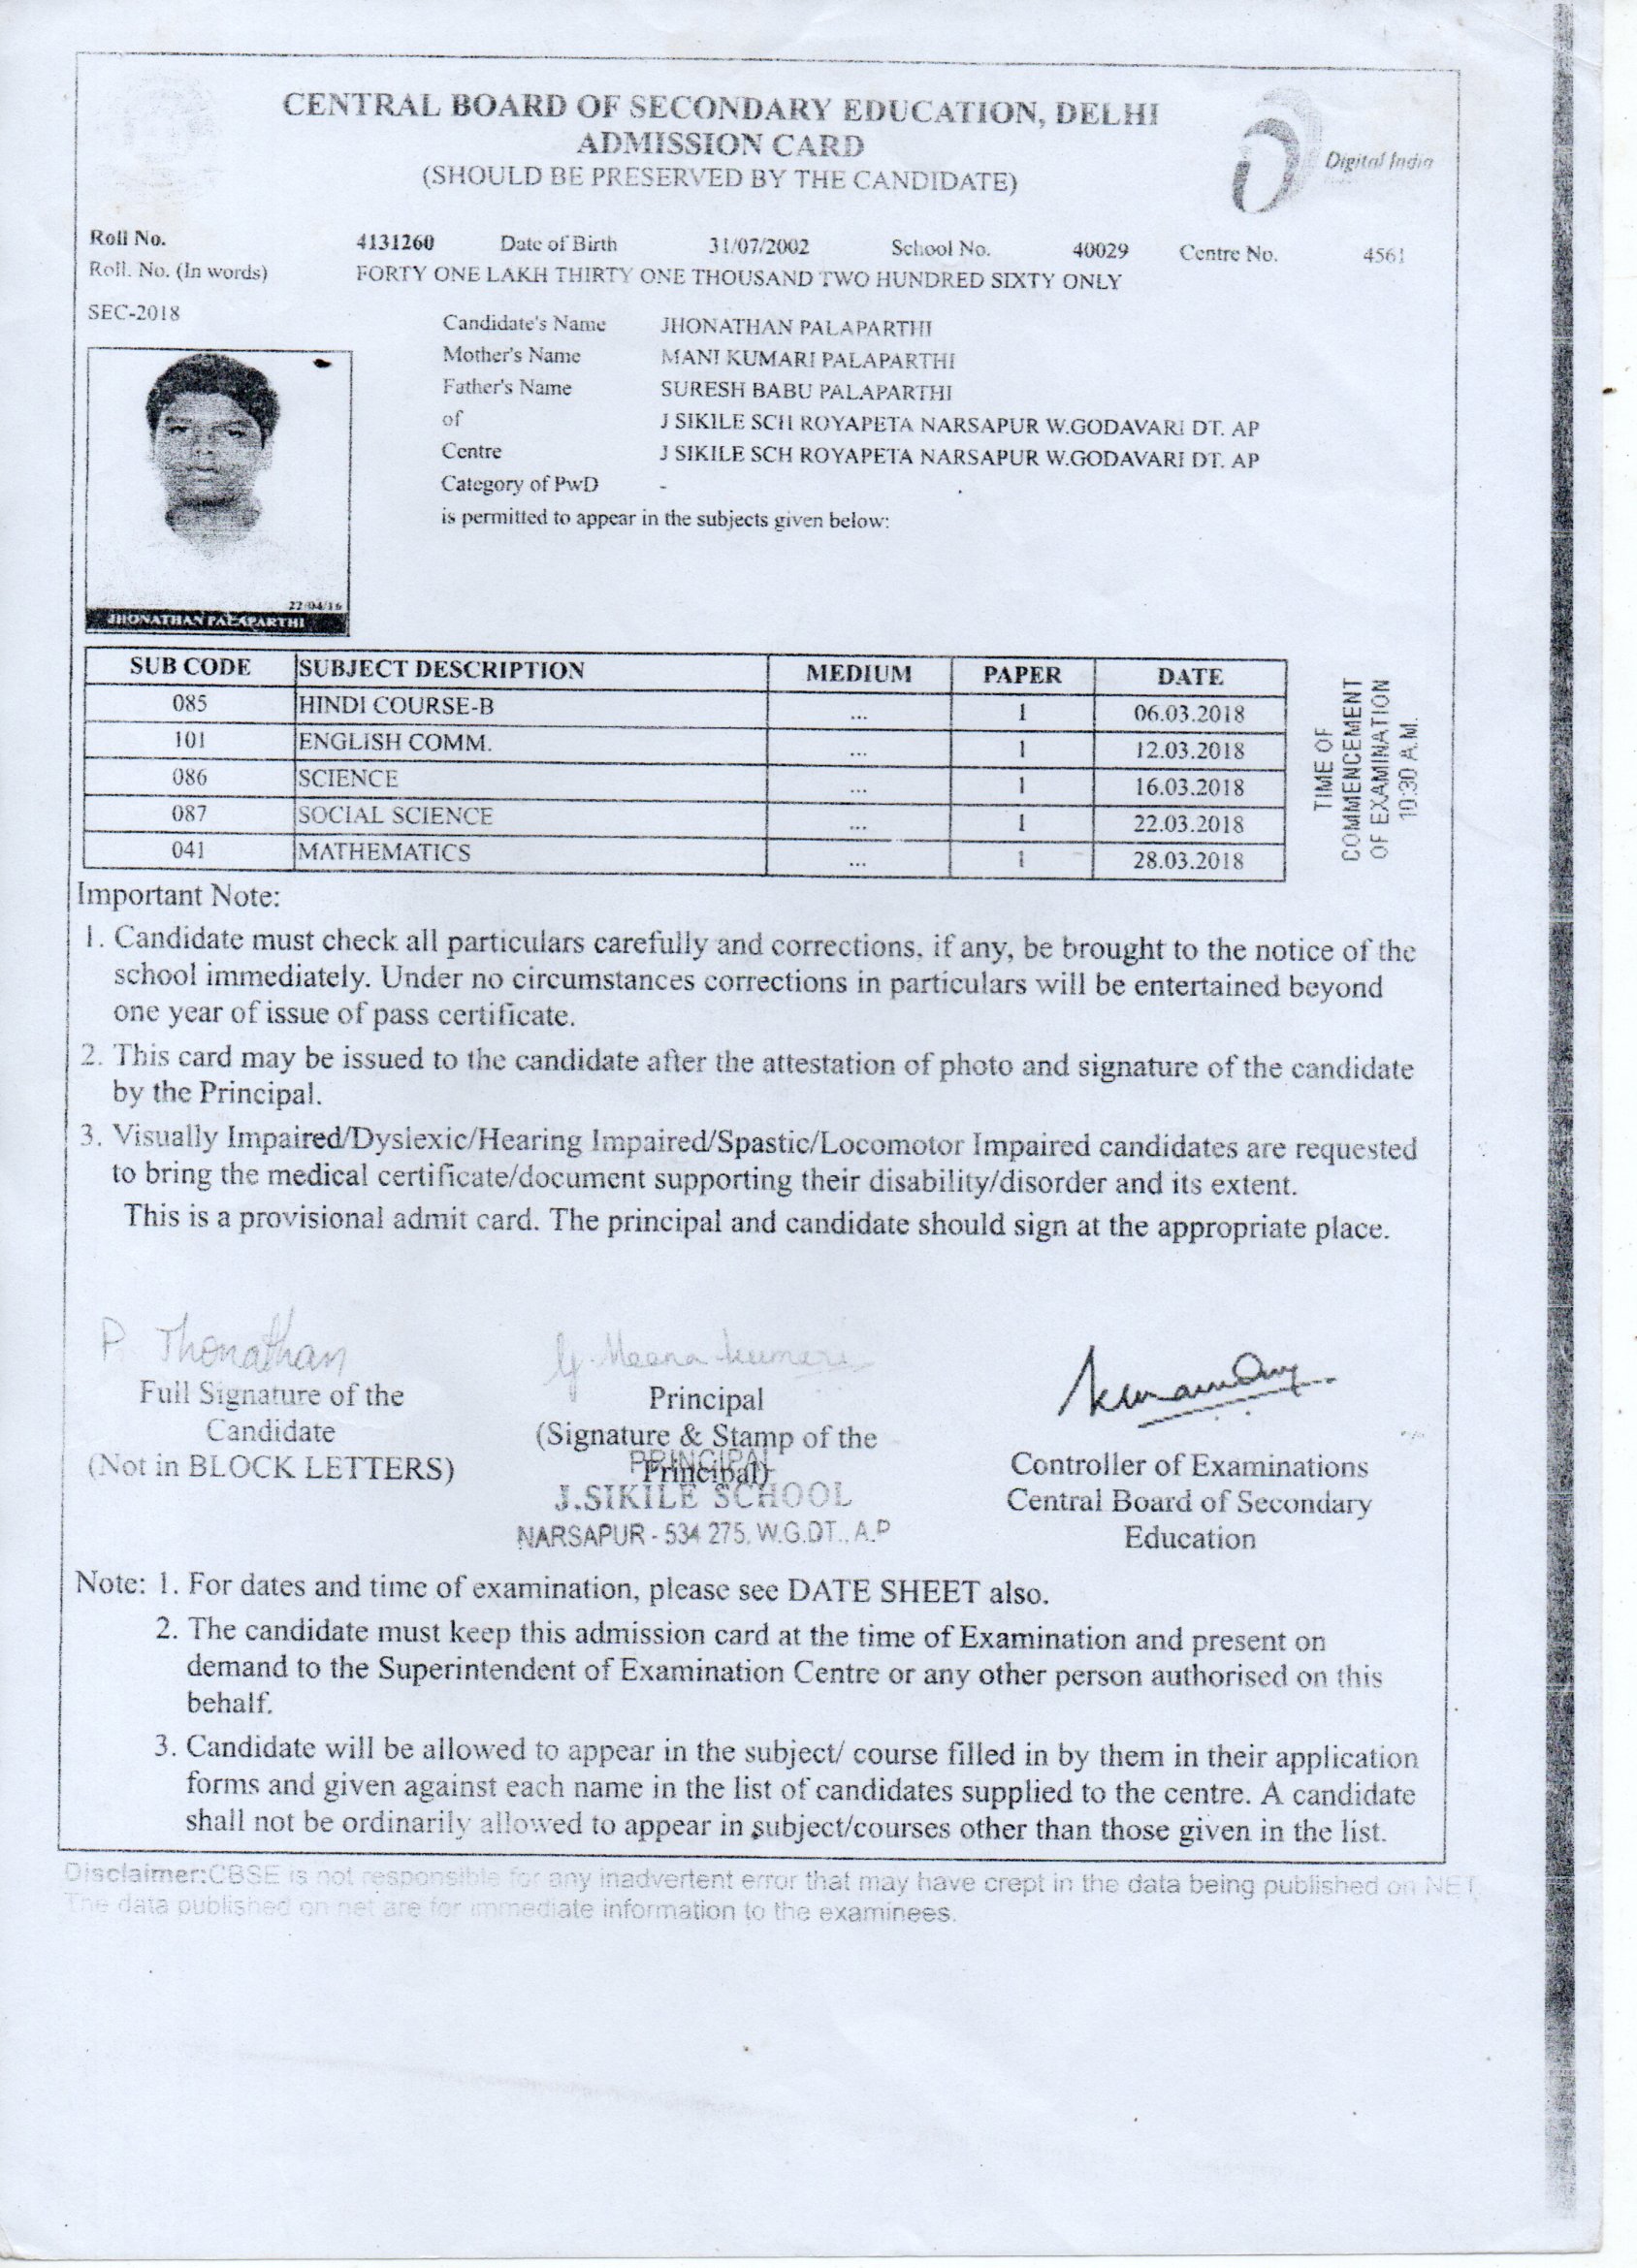 CENTRAL BOARD OF SECONDARY EDUCATION, DELHI
ADMISSION CARD
(SHOULD BE PRESERVED BY THE CANDIDATE)
Digital India
Roll No. 4131260 Date of Birth 31/07/2002 School No. 40029 Centre No. 4561
Roll. No. (In words) FORTY ONE LAKH THIRTY ONE THOUSAND TWO HUNDRED SIXTY ONLY
SEC-2018
Candidate's Name JHONATHAN PALAPARTHI
Mother's Name MANI KUMARI PALAPARTHI
Father's Name SURESH BABU PALAPARTHI
of J SIKILE SCH ROYAPETA NARSAPUR W.GODAVARI DT. AP
Centre J SIKILE SCH ROYAPETA NARSAPUR W.GODAVARI DT. AP
Category of PwD -
is permitted to appear in the subjects given below:
22/04/16
JHONATHAN PALAPARTHI
SUB CODE SUBJECT DESCRIPTION MEDIUM PAPER DATE
085 HINDI COURSE-B ... 1 06.03.2018
101 ENGLISH COMM. ... 1 12.03.2018
086 SCIENCE ... 1 16.03.2018
087 SOCIAL SCIENCE ... 1 22.03.2018
041 MATHEMATICS ... 1 28.03.2018
TIME OF
COMMENCEMENT
OF EXAMINATION
10:30 A.M.
Important Note:
1. Candidate must check all particulars carefully and corrections, if any, be brought to the notice of the
school immediately. Under no circumstances corrections in particulars will be entertained beyond
one year of issue of pass certificate.
2. This card may be issued to the candidate after the attestation of photo and signature of the candidate
by the Principal.
3. Visually Impaired/Dyslexic/Hearing Impaired/Spastic/Locomotor Impaired candidates are requested
to bring the medical certificate/document supporting their disability/disorder and its extent.
This is a provisional admit card. The principal and candidate should sign at the appropriate place.
P. Jhonathan
Full Signature of the
Candidate
(Not in BLOCK LETTERS)
G. Meena kumari
Principal
(Signature & Stamp of the
Principal)
PRINCIPAL
J.SIKILE SCHOOL
NARSAPUR - 534 275, W.G.DT., A.P
Controller of Examinations
Central Board of Secondary
Education
Note: 1. For dates and time of examination, please see DATE SHEET also.
2. The candidate must keep this admission card at the time of Examination and present on
demand to the Superintendent of Examination Centre or any other person authorised on this
behalf.
3. Candidate will be allowed to appear in the subject/ course filled in by them in their application
forms and given against each name in the list of candidates supplied to the centre. A candidate
shall not be ordinarily allowed to appear in subject/courses other than those given in the list.
Disclaimer:CBSE is not responsible for any inadvertent error that may have crept in the data being published on NET.
The data published on net are for immediate information to the examinees.